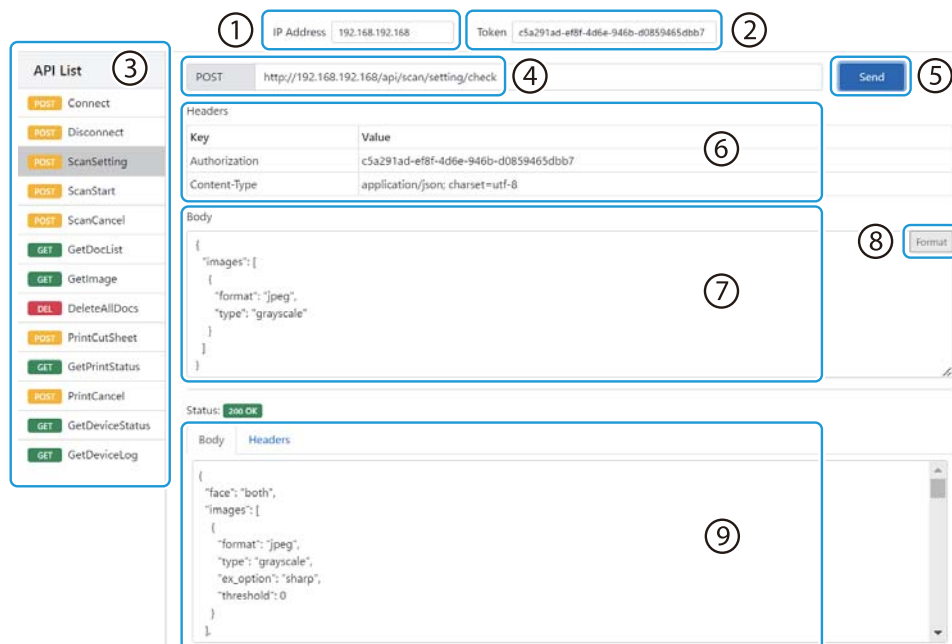 ① IP Address 192.168.192.168 Token c5a291ad-ef8f-4d6e-946b-d0859465dbb7 ②
API List ③
POST Connect
POST Disconnect
POST ScanSetting
POST ScanStart
POST ScanCancel
GET GetDocList
GET GetImage
DEL DeleteAllDocs
POST PrintCutSheet
GET GetPrintStatus
POST PrintCancel
GET GetDeviceStatus
GET GetDeviceLog
POST http://192.168.192.168/api/scan/setting/check ④ Send ⑤
Headers
Key Value ⑥
Authorization c5a291ad-ef8f-4d6e-946b-d0859465dbb7
Content-Type application/json; charset=utf-8
Body
⑧ Format
{
"images": [
{
"format": "jpeg", ⑦
"type": "grayscale"
}
]
}
Status: 200 OK
Body Headers
{
"face": "both",
"images": [
{
"format": "jpeg", ⑨
"type": "grayscale",
"ex_option": "sharp",
"threshold": 0
}
],